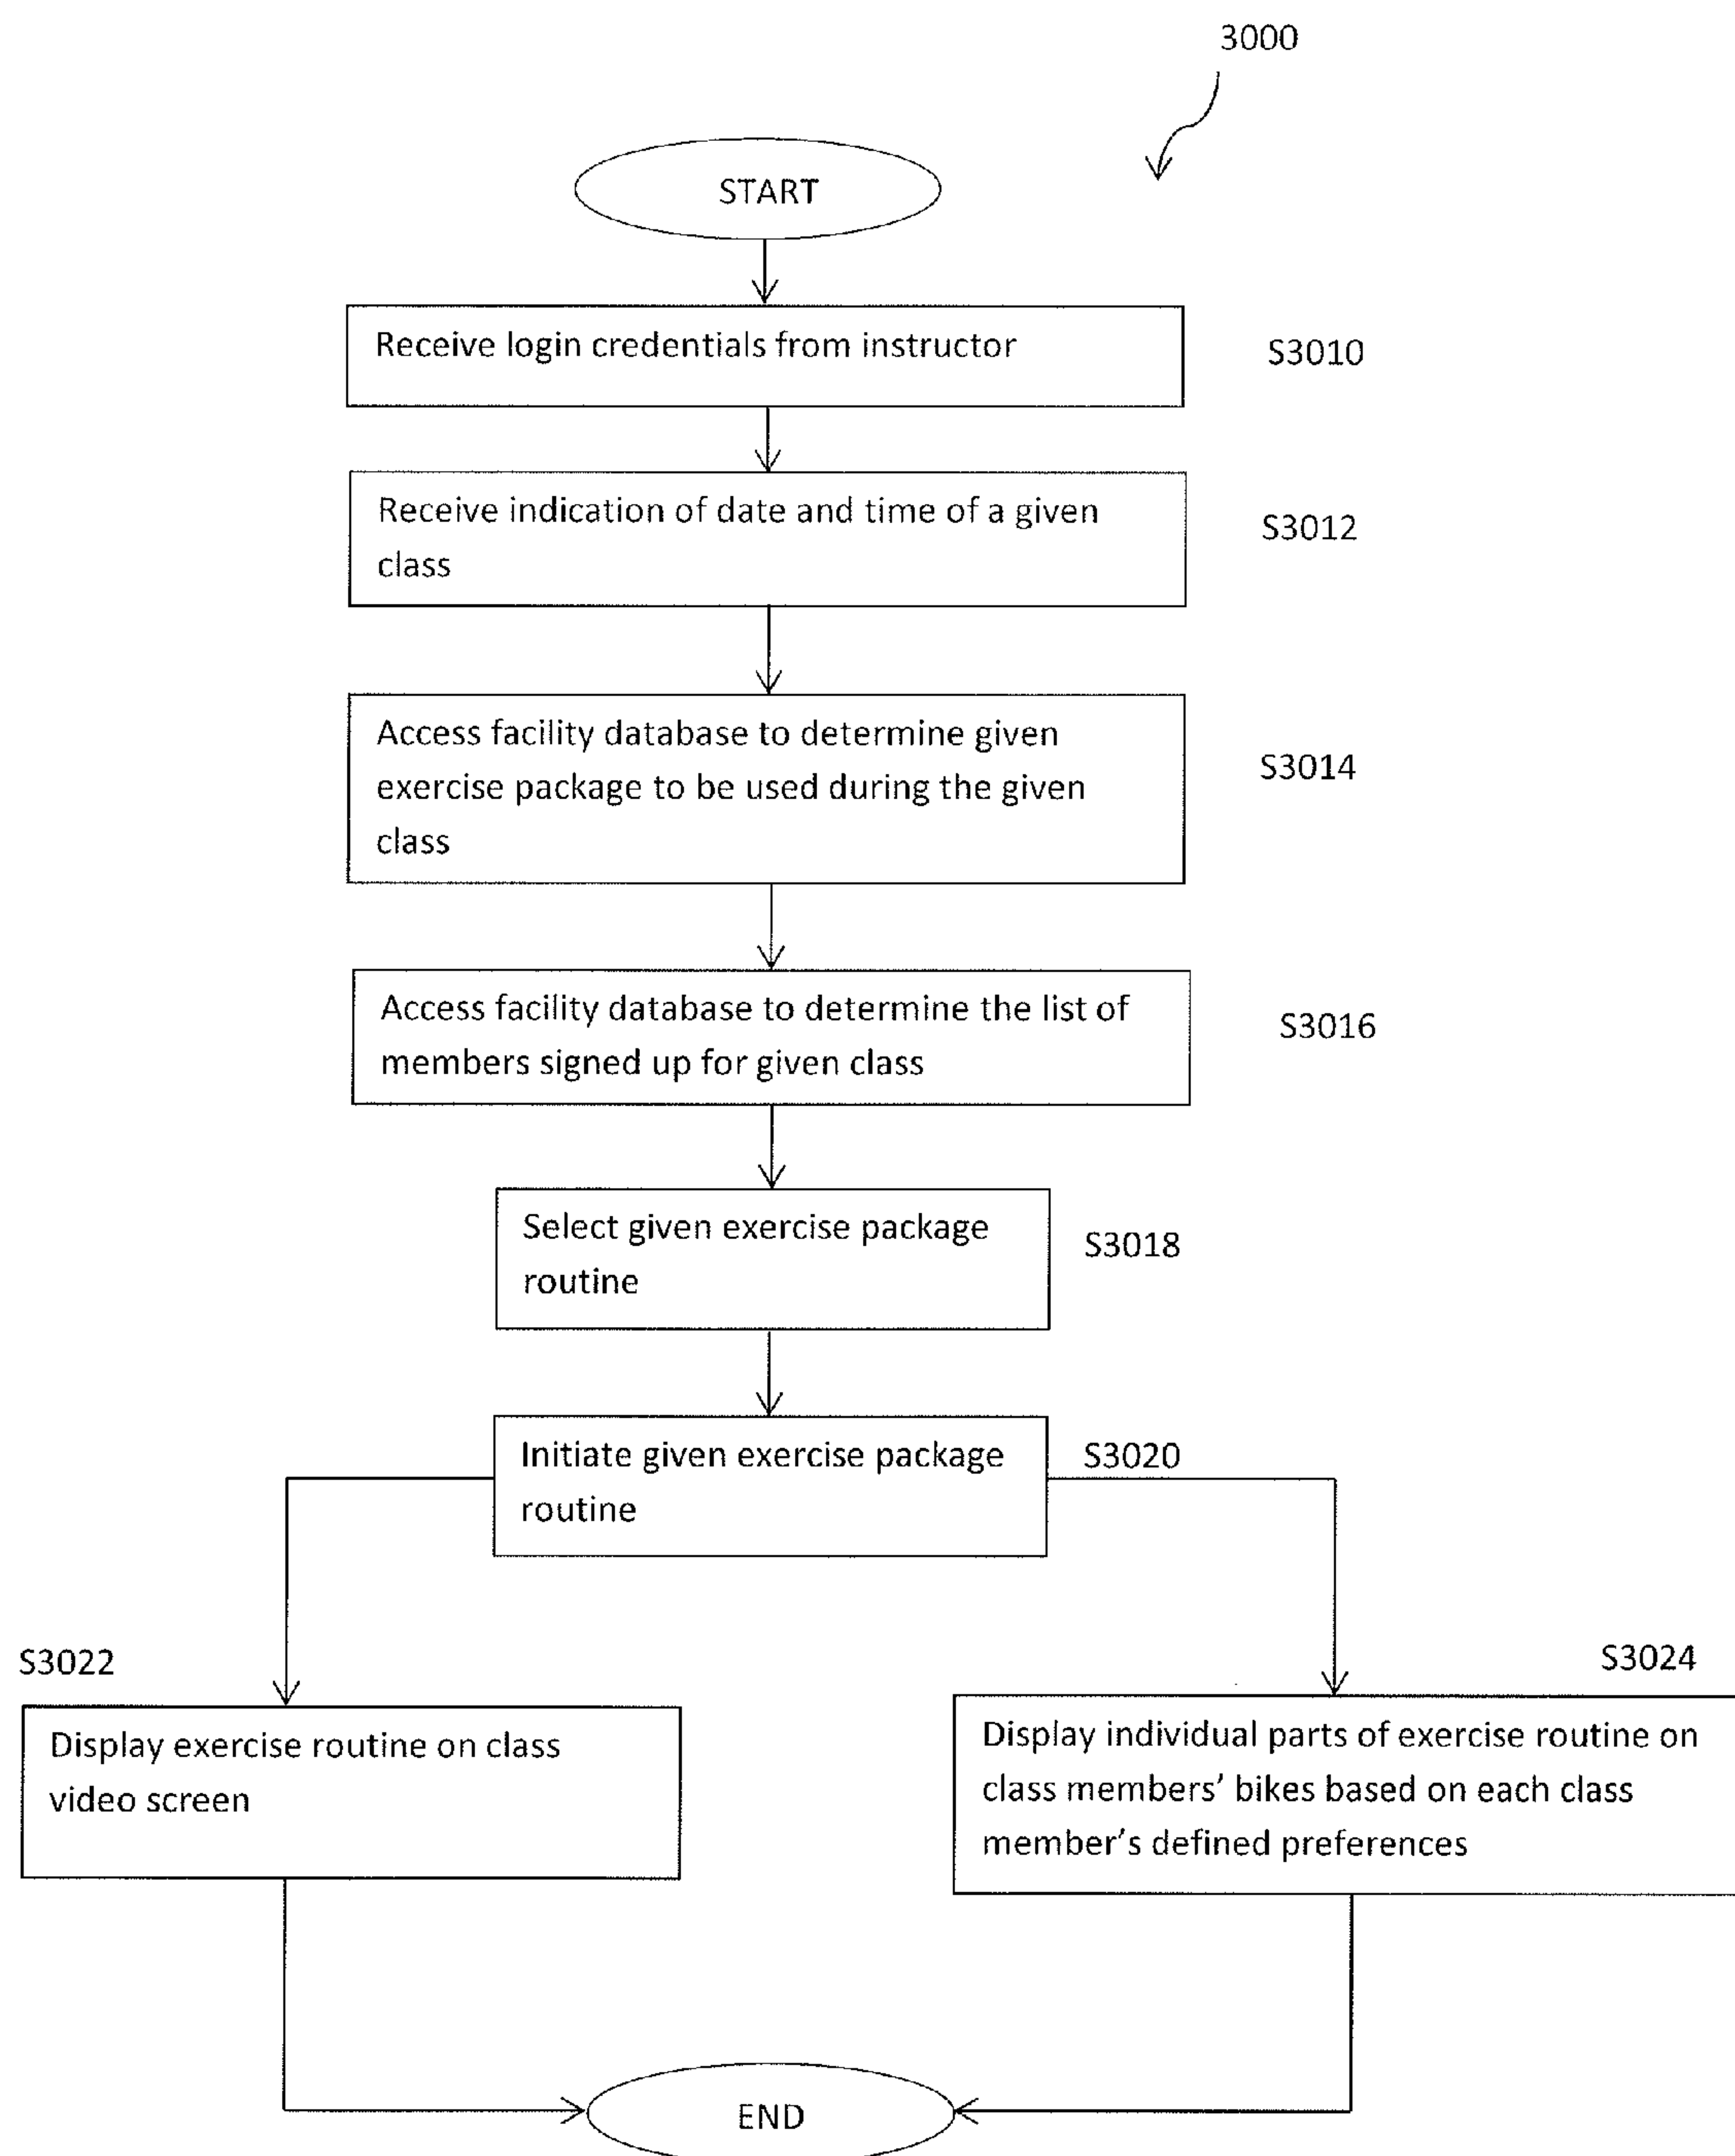 3000
START
Receive login credentials from instructor
S3010
Receive indication of date and time of a given
class
S3012
Access facility database to determine given
exercise package to be used during the given
class
S3014
Access facility database to determine the list of
members signed up for given class
S3016
Select given exercise package
routine
S3018
Initiate given exercise package
routine
S3020
S3022
Display exercise routine on class
video screen
S3024
Display individual parts of exercise routine on
class members' bikes based on each class
member's defined preferences
END